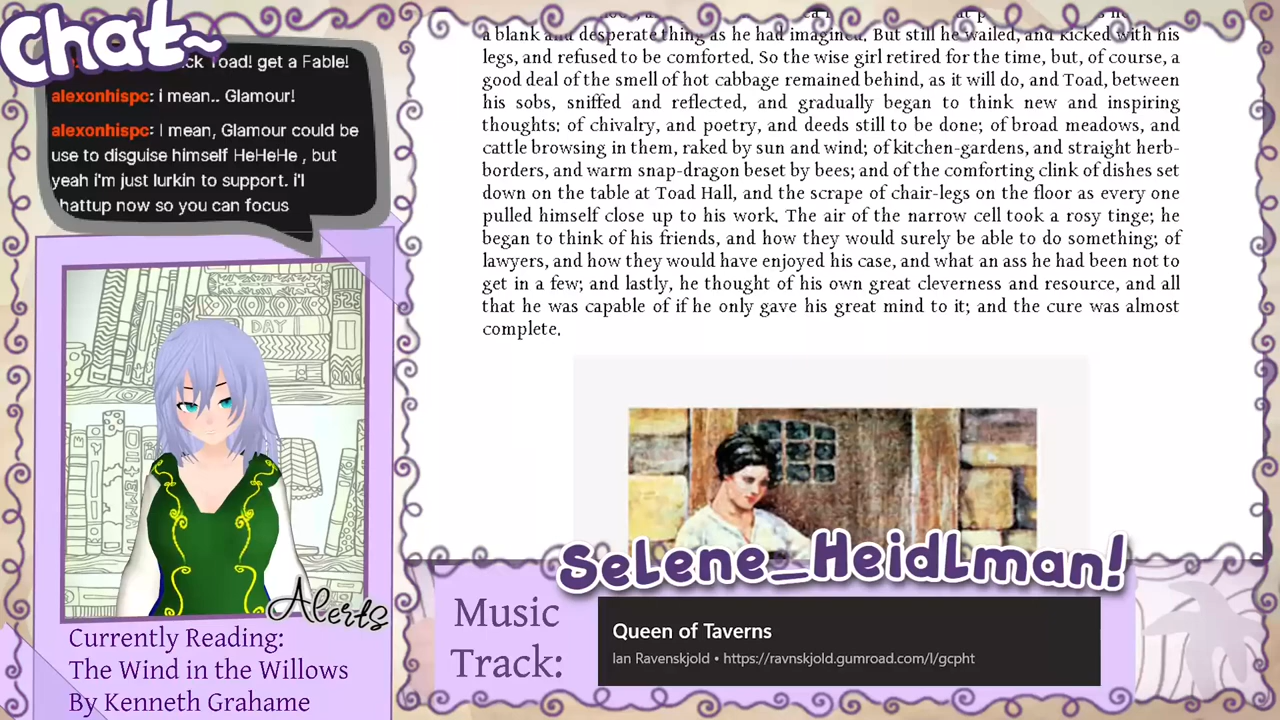 Chat~
ck Toad! get a Fable!
alexonhispc: i mean.. Glamour!
alexonhispc: I mean, Glamour could be
use to disguise himself HeHeHe , but
yeah i'm just lurkin to support. i'l
hattup now so you can focus
DAY 1
EMMA
Alerts
Currently Reading:
The Wind in the Willows
By Kenneth Grahame
a blank and desperate thing as he had imagined. But still he wailed, and kicked with his
legs, and refused to be comforted. So the wise girl retired for the time, but, of course, a
good deal of the smell of hot cabbage remained behind, as it will do, and Toad, between
his sobs, sniffed and reflected, and gradually began to think new and inspiring
thoughts: of chivalry, and poetry, and deeds still to be done; of broad meadows, and
cattle browsing in them, raked by sun and wind; of kitchen-gardens, and straight herb-
borders, and warm snap-dragon beset by bees; and of the comforting clink of dishes set
down on the table at Toad Hall, and the scrape of chair-legs on the floor as every one
pulled himself close up to his work. The air of the narrow cell took a rosy tinge; he
began to think of his friends, and how they would surely be able to do something; of
lawyers, and how they would have enjoyed his case, and what an ass he had been not to
get in a few; and lastly, he thought of his own great cleverness and resource, and all
that he was capable of if he only gave his great mind to it; and the cure was almost
complete.
Selene_Heidlman!
Music
Track:
Queen of Taverns
Ian Ravenskjold • https://ravnskjold.gumroad.com/l/gcpht